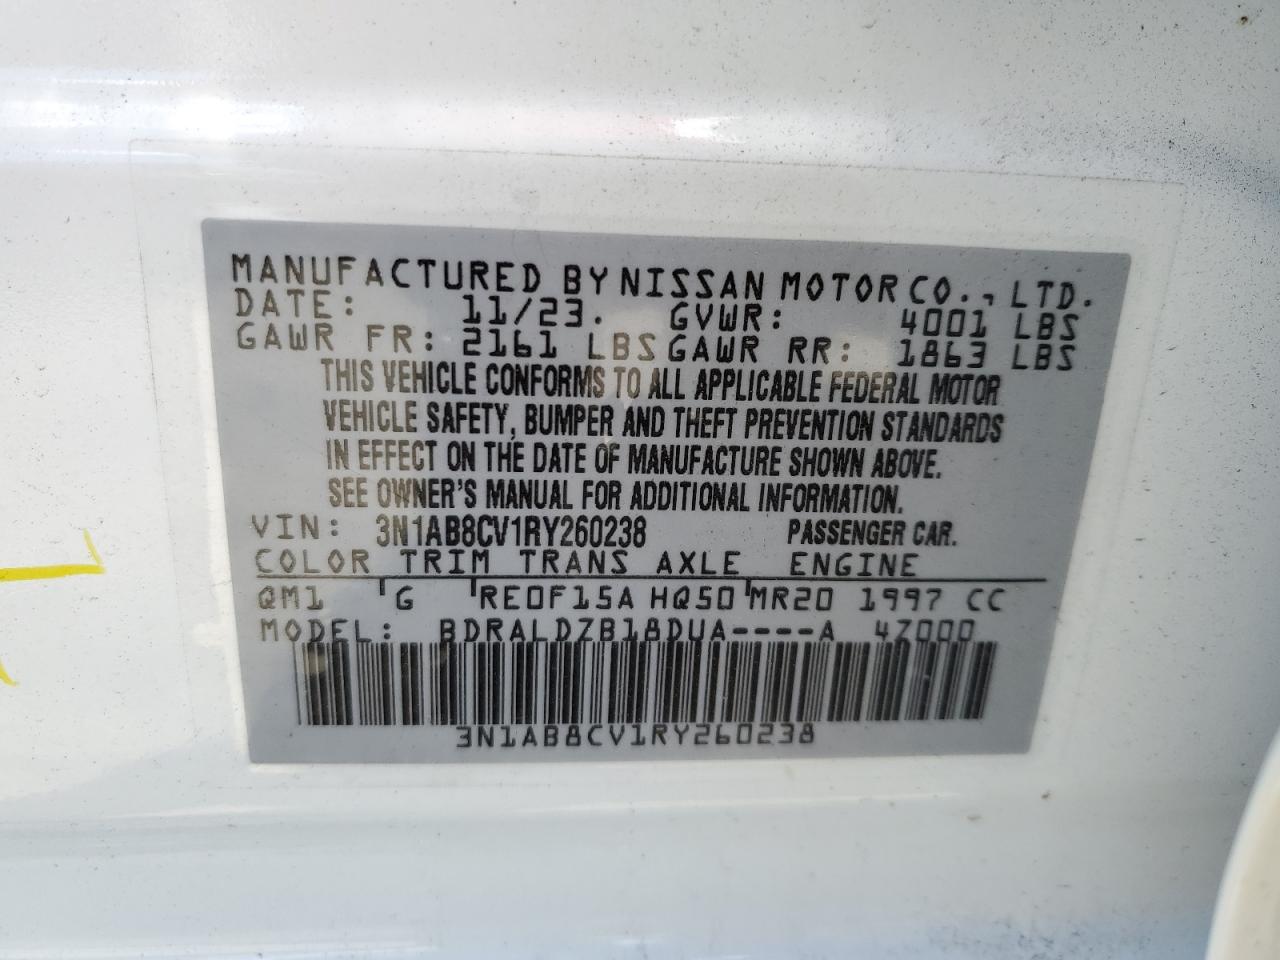 MANUFACTURED BY NISSAN MOTOR CO., LTD.
DATE: 11/23. GVWR: 4001 LBS
GAWR FR: 2161 LBS GAWR RR: 1863 LBS
THIS VEHICLE CONFORMS TO ALL APPLICABLE FEDERAL MOTOR
VEHICLE SAFETY, BUMPER AND THEFT PREVENTION STANDARDS
IN EFFECT ON THE DATE OF MANUFACTURE SHOWN ABOVE.
SEE OWNER'S MANUAL FOR ADDITIONAL INFORMATION.
VIN: 3N1AB8CV1RY260238 PASSENGER CAR.
COLOR TRIM TRANS AXLE ENGINE
QM1 G RE0F15A HQ50 MR20 1997 CC
MODEL: BDRALDZB18DUA----A 4Z000
3N1AB8CV1RY260238